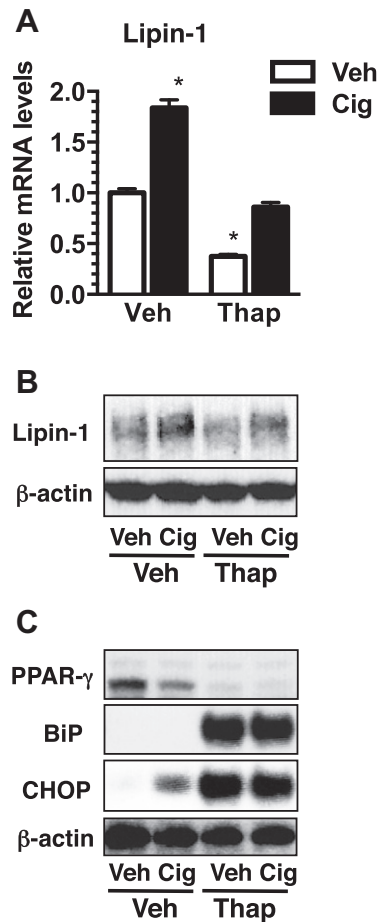 A
Lipin-1
Veh
Cig
Relative mRNA levels
2.0
1.5
1.0
0.5
0.0
*
*
Veh Thap
B
Lipin-1
β-actin
Veh Cig Veh Cig
Veh Thap
C
PPAR-γ
BiP
CHOP
β-actin
Veh Cig Veh Cig
Veh Thap